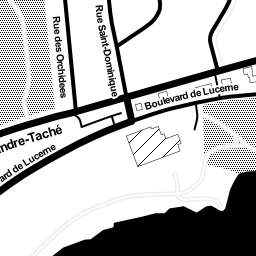 Rue des Orchidées
Rue Saint-Dominique
Boulevard de Lucerne
ndre-Taché
ard de Lucerne